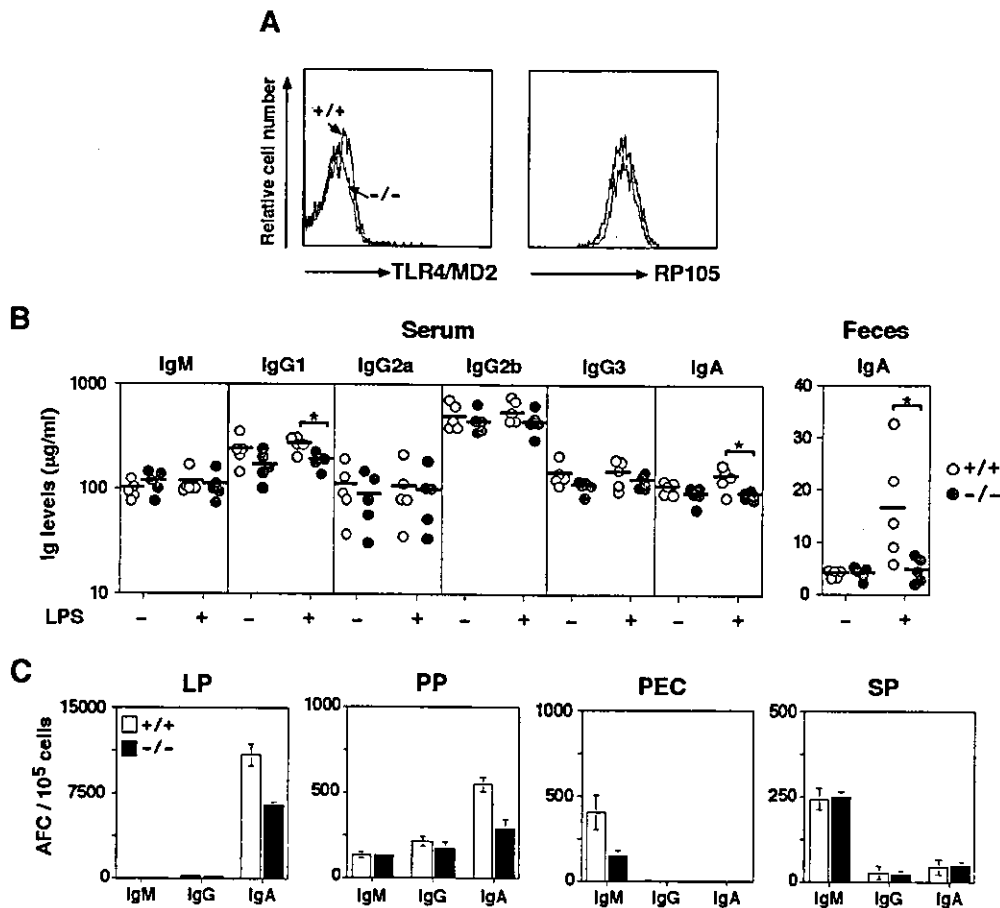 A
Relative cell number
+/+
-/-
TLR4/MD2
RP105
B
Serum
Feces
IgM
IgG1
IgG2a
IgG2b
IgG3
IgA
IgA
Ig levels (μg/ml)
1000
100
10
*
*
40
30
20
10
0
*
+/+
-/-
LPS
- + - + - + - + - + - + - +
C
LP
PP
PEC
SP
AFC / 10⁵ cells
15000
7500
0
+/+
-/-
IgM IgG IgA
1000
500
0
IgM IgG IgA
1000
500
0
IgM IgG IgA
500
250
0
IgM IgG IgA